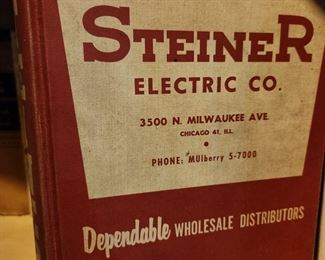 STEINER
ELECTRIC CO.
3500 N. MILWAUKEE AVE.
CHICAGO 41, ILL.
PHONE: MUlberry 5-7000
Dependable WHOLESALE DISTRIBUTORS